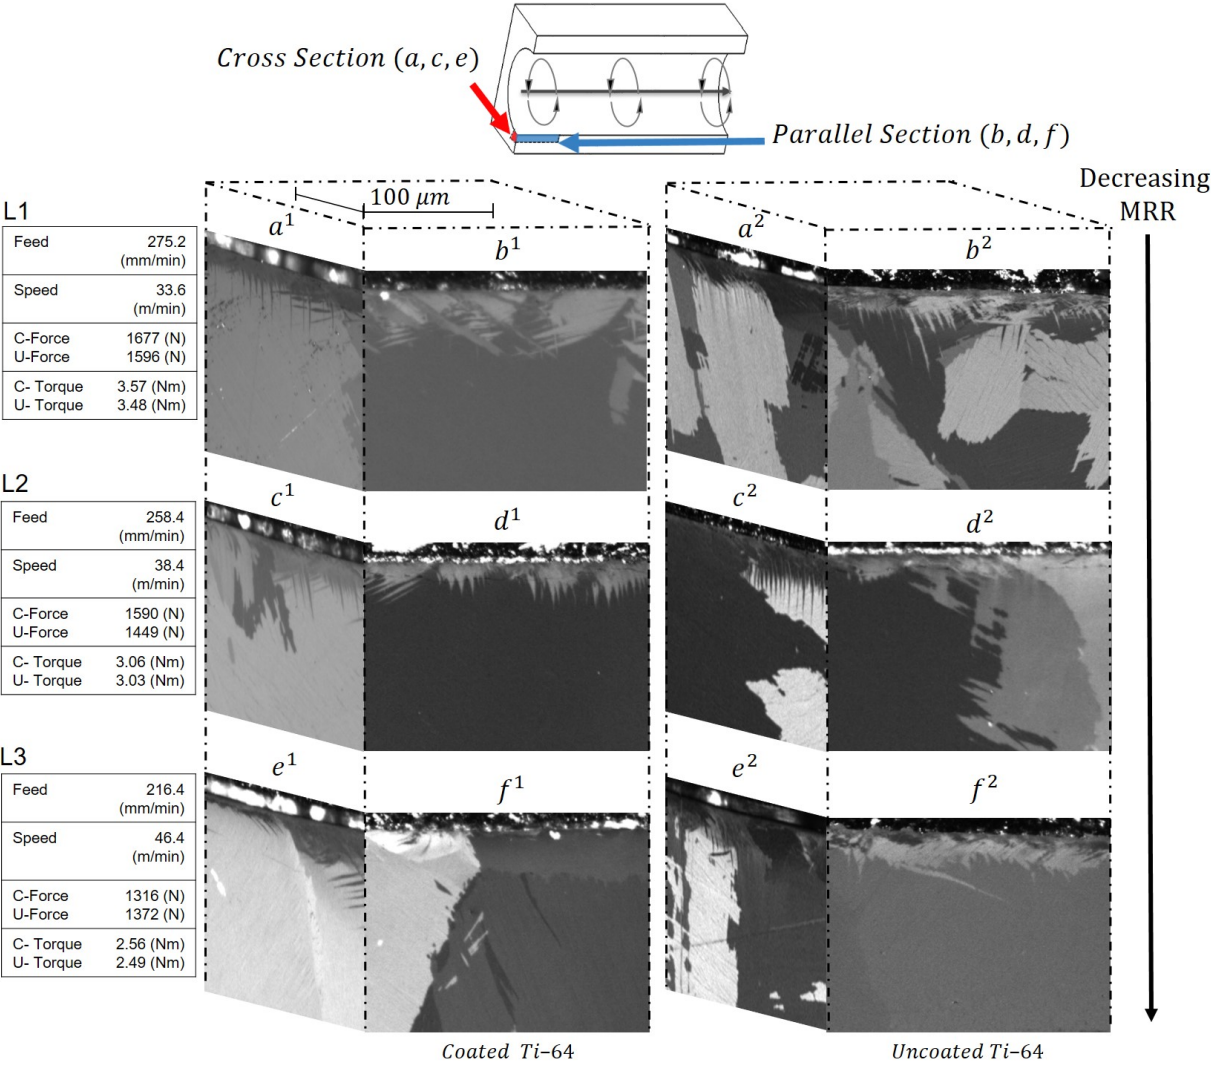 Cross Section (a, c, e)
Parallel Section (b, d, f)
Decreasing
MRR
100 μm
L1
Feed 275.2
(mm/min)
Speed 33.6
(m/min)
C-Force 1677 (N)
U-Force 1596 (N)
C- Torque 3.57 (Nm)
U- Torque 3.48 (Nm)
a¹
b¹
a²
b²
L2
Feed 258.4
(mm/min)
Speed 38.4
(m/min)
C-Force 1590 (N)
U-Force 1449 (N)
C- Torque 3.06 (Nm)
U- Torque 3.03 (Nm)
c¹
d¹
c²
d²
L3
Feed 216.4
(mm/min)
Speed 46.4
(m/min)
C-Force 1316 (N)
U-Force 1372 (N)
C- Torque 2.56 (Nm)
U- Torque 2.49 (Nm)
e¹
f¹
e²
f²
Coated Ti–64
Uncoated Ti–64